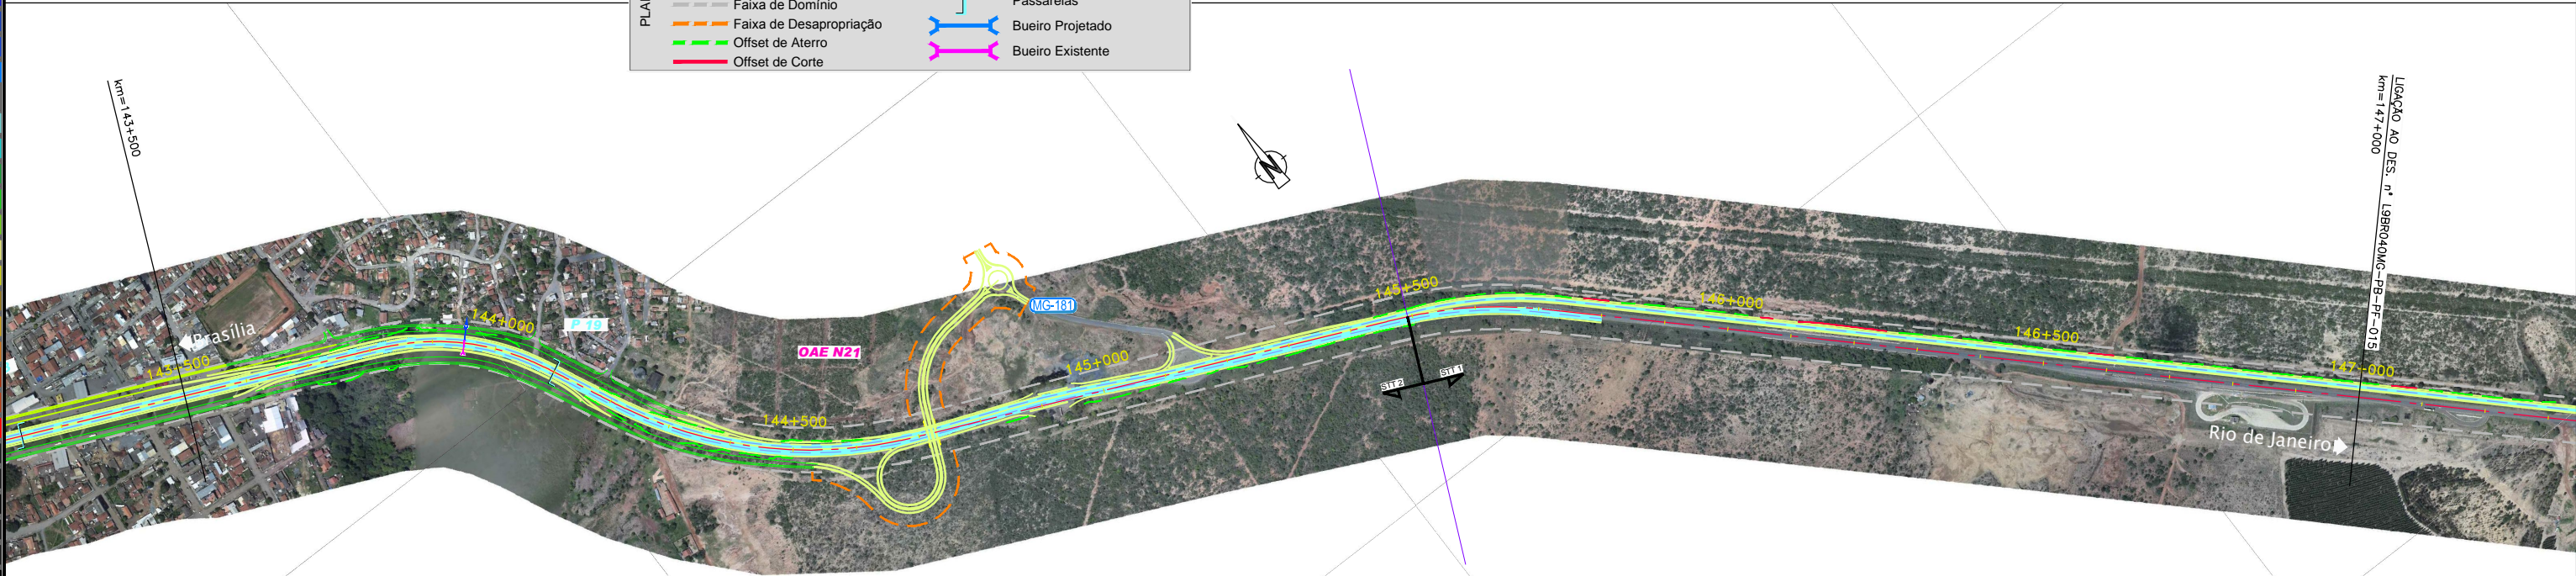 PLAN
Faixa de Domínio
Faixa de Desapropriação
Offset de Aterro
Offset de Corte
Passarelas
Bueiro Projetado
Bueiro Existente
km=143+500
LIGAÇÃO AO DES. nº L9BR040MG-PB-PF-015
km=147+000
N
Brasília
143+500
144+000
P 19
OAE N21
144+500
MG-181
145+000
145+500
STT 2
STT 1
146+000
146+500
147+000
Rio de Janeiro